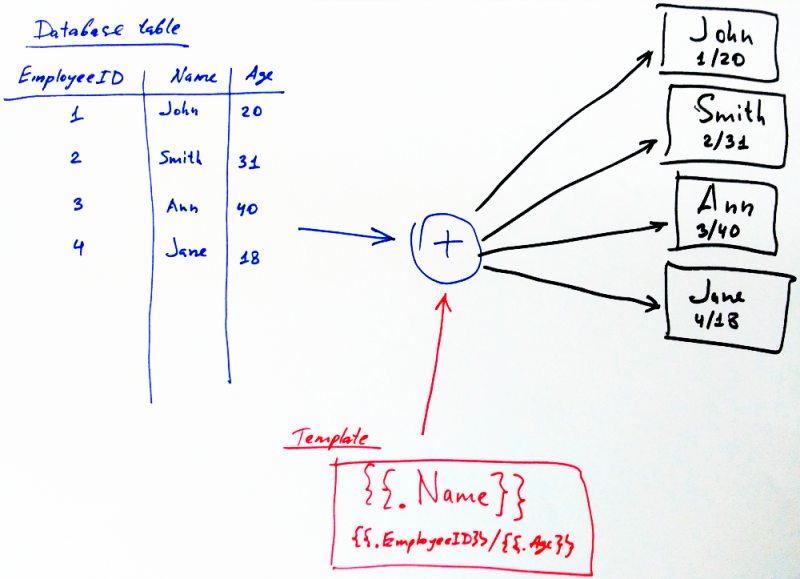 Database table
EmployeeID Name Age
1 John 20
2 Smith 31
3 Ann 40
4 Jane 18
+
John
1/20
Smith
2/31
Ann
3/40
Jane
4/18
Template
{{.Name}}
{{.EmployeeID}}/{{.Age}}